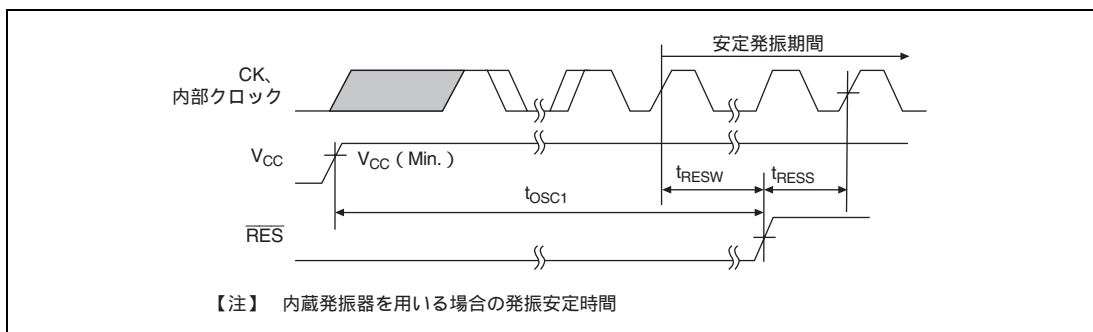 安定発振期間
CK、
内部クロック
VCC
VCC(Min.)
tRESW
tRESS
tOSC1
RES
【注】 内蔵発振器を用いる場合の発振安定時間